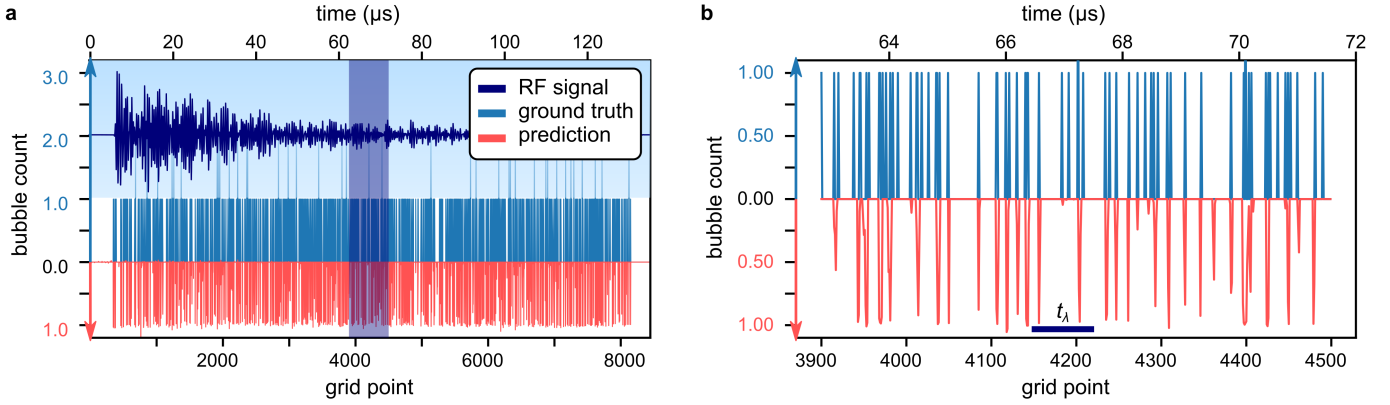 a
time (µs)
0 20 40 60 80 100 120
3.0
2.0
1.0
0.0
1.0
bubble count
RF signal
ground truth
prediction
2000 4000 6000 8000
grid point
b
time (µs)
64 66 68 70 72
1.00
0.50
0.00
0.50
1.00
bubble count
tλ
3900 4000 4100 4200 4300 4400 4500
grid point